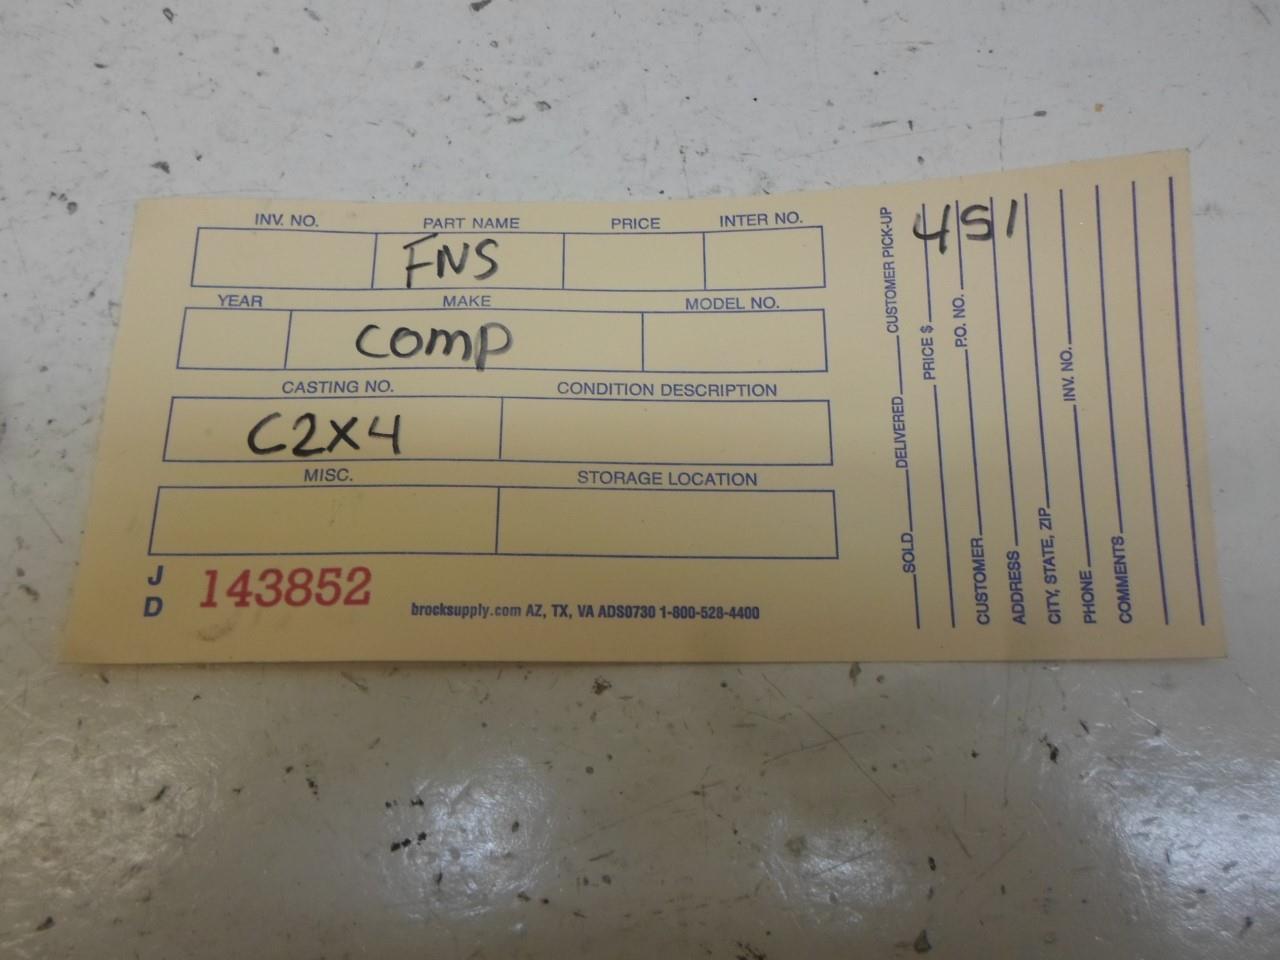 INV. NO. PART NAME PRICE INTER NO.
FNS
YEAR MAKE MODEL NO.
comp
CASTING NO. CONDITION DESCRIPTION
C2X4
MISC. STORAGE LOCATION
J
D
143852
brocksupply.com AZ, TX, VA ADS0730 1-800-528-4400
451
SOLD DELIVERED CUSTOMER PICK-UP
PRICE $
CUSTOMER P.O. NO.
ADDRESS
CITY, STATE, ZIP
PHONE INV. NO.
COMMENTS